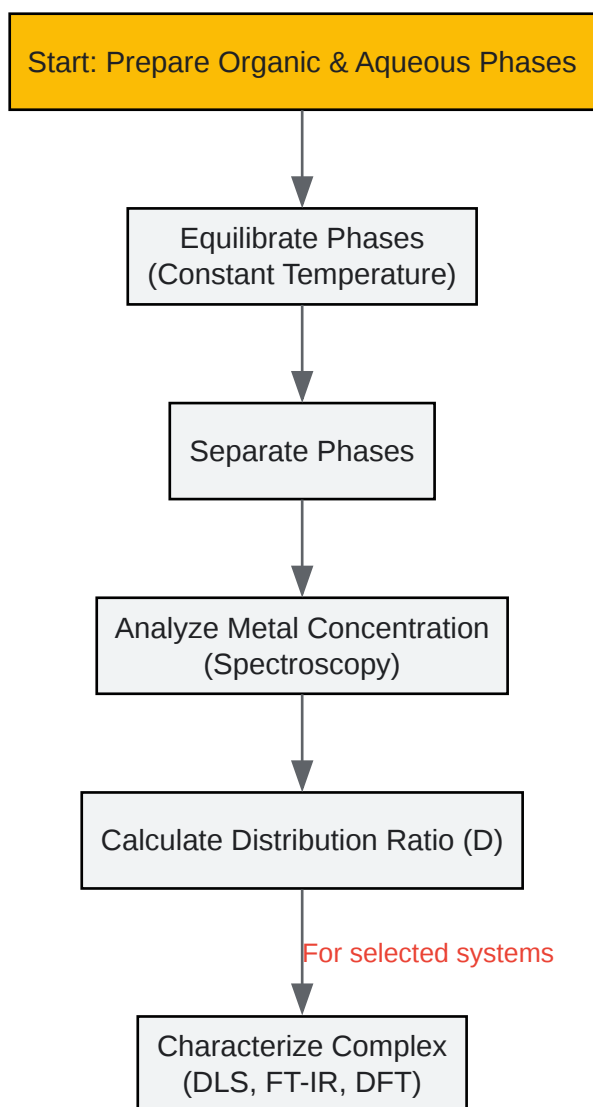 Start: Prepare Organic & Aqueous Phases
Equilibrate Phases
(Constant Temperature)
Separate Phases
Analyze Metal Concentration
(Spectroscopy)
Calculate Distribution Ratio (D)
For selected systems
Characterize Complex
(DLS, FT-IR, DFT)